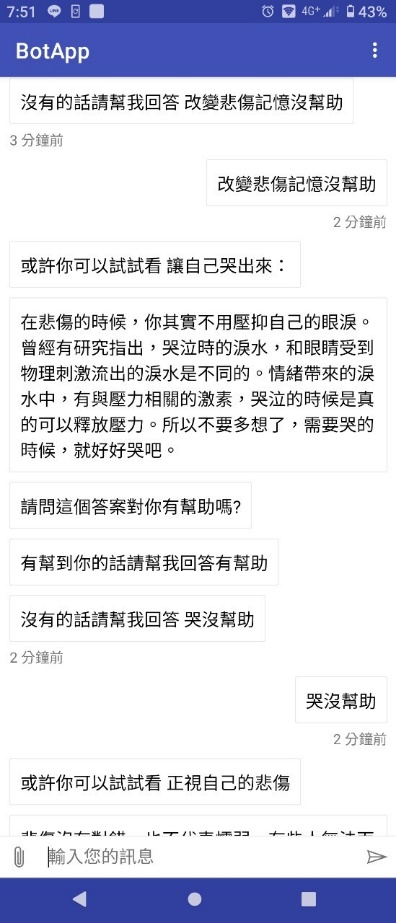 7:51
4G+
43%
BotApp
沒有的話請幫我回答 改變悲傷記憶沒幫助
3 分鐘前
改變悲傷記憶沒幫助
2 分鐘前
或許你可以試試看 讓自己哭出來：
在悲傷的時候，你其實不用壓抑自己的眼淚。
曾經有研究指出，哭泣時的淚水，和眼睛受到
物理刺激流出的淚水是不同的。情緒帶來的淚
水中，有與壓力相關的激素，哭泣的時候是真
的可以釋放壓力。所以不要多想了，需要哭的
時候，就好好哭吧。
請問這個答案對你有幫助嗎?
有幫到你的話請幫我回答有幫助
沒有的話請幫我回答 哭沒幫助
2 分鐘前
哭沒幫助
2 分鐘前
或許你可以試試看 正視自己的悲傷
輸入您的訊息